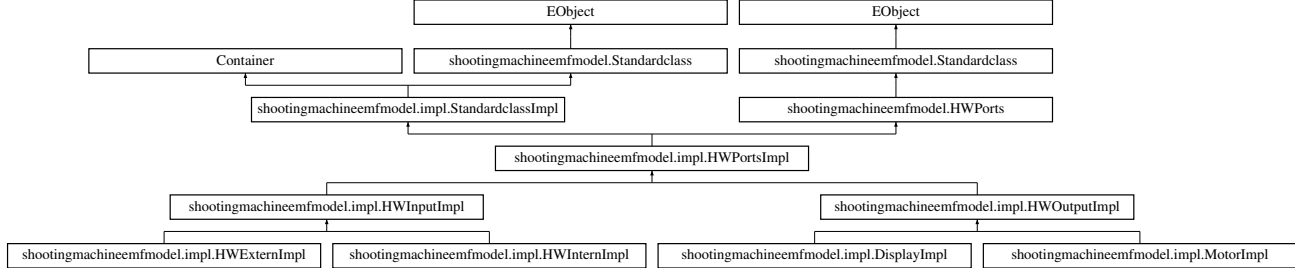 EObject
EObject
Container
shootingmachineemfmodel.Standardclass
shootingmachineemfmodel.Standardclass
shootingmachineemfmodel.impl.StandardclassImpl
shootingmachineemfmodel.HWPorts
shootingmachineemfmodel.impl.HWPortsImpl
shootingmachineemfmodel.impl.HWInputImpl
shootingmachineemfmodel.impl.HWOutputImpl
shootingmachineemfmodel.impl.HWExternImpl
shootingmachineemfmodel.impl.HWInternImpl
shootingmachineemfmodel.impl.DisplayImpl
shootingmachineemfmodel.impl.MotorImpl